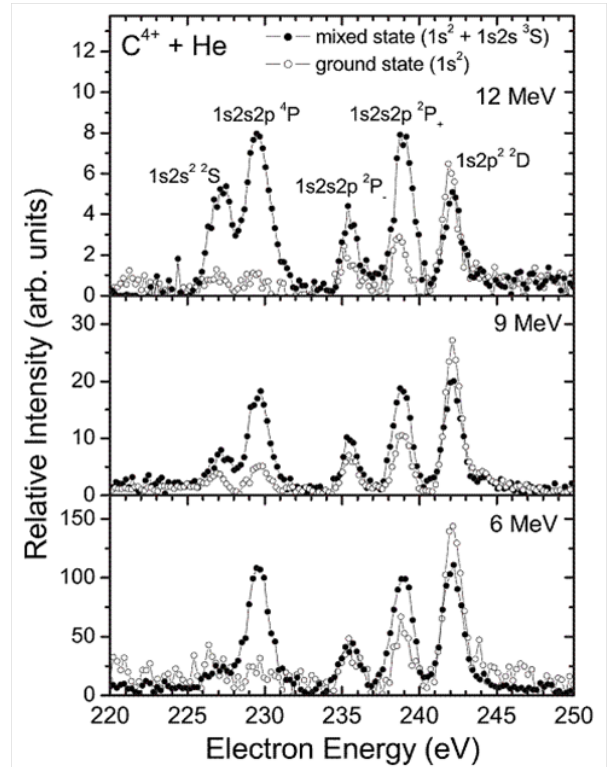 C⁴⁺ + He
mixed state (1s² + 1s2s ³S)
ground state (1s²)
12 MeV
1s2s2p ⁴P
1s2s2p ²P₊
1s2s² ²S
1s2p² ²D
1s2s2p ²P₋
12
10
8
6
4
2
0
9 MeV
30
20
10
0
6 MeV
150
100
50
0
220 225 230 235 240 245 250
Relative Intensity (arb. units)
Electron Energy (eV)